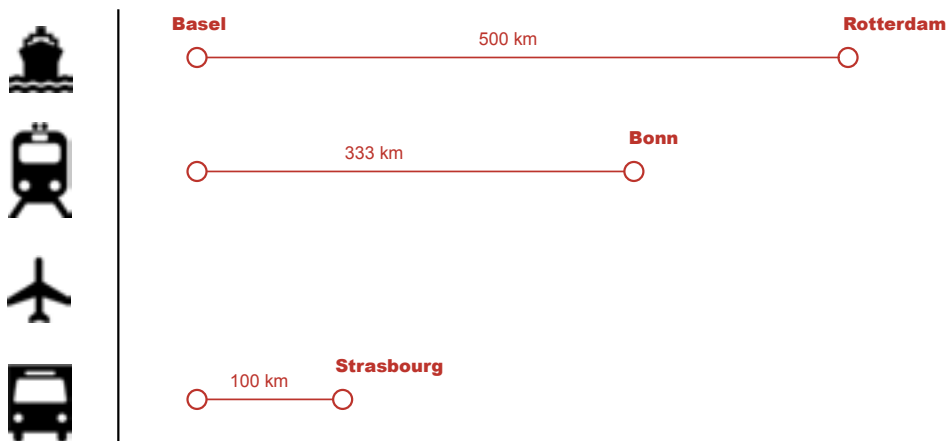 Basel
Rotterdam
500 km
Bonn
333 km
Strasbourg
100 km